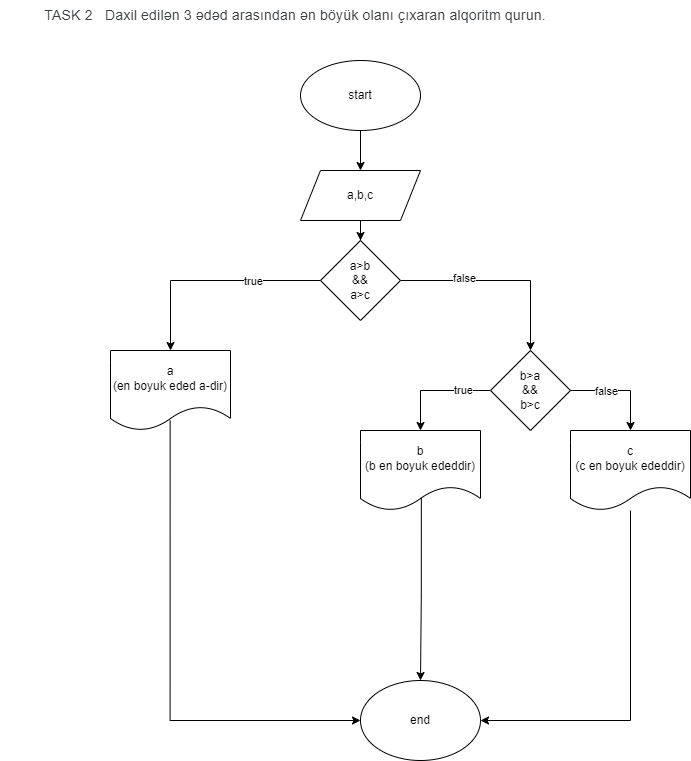 TASK 2 Daxil edilən 3 ədəd arasından ən böyük olanı çıxaran alqoritm qurun.
start
a,b,c
a>b
&&
a>c
true
false
a
(en boyuk eded a-dir)
b>a
&&
b>c
true
false
b
(b en boyuk ededdir)
c
(c en boyuk ededdir)
end